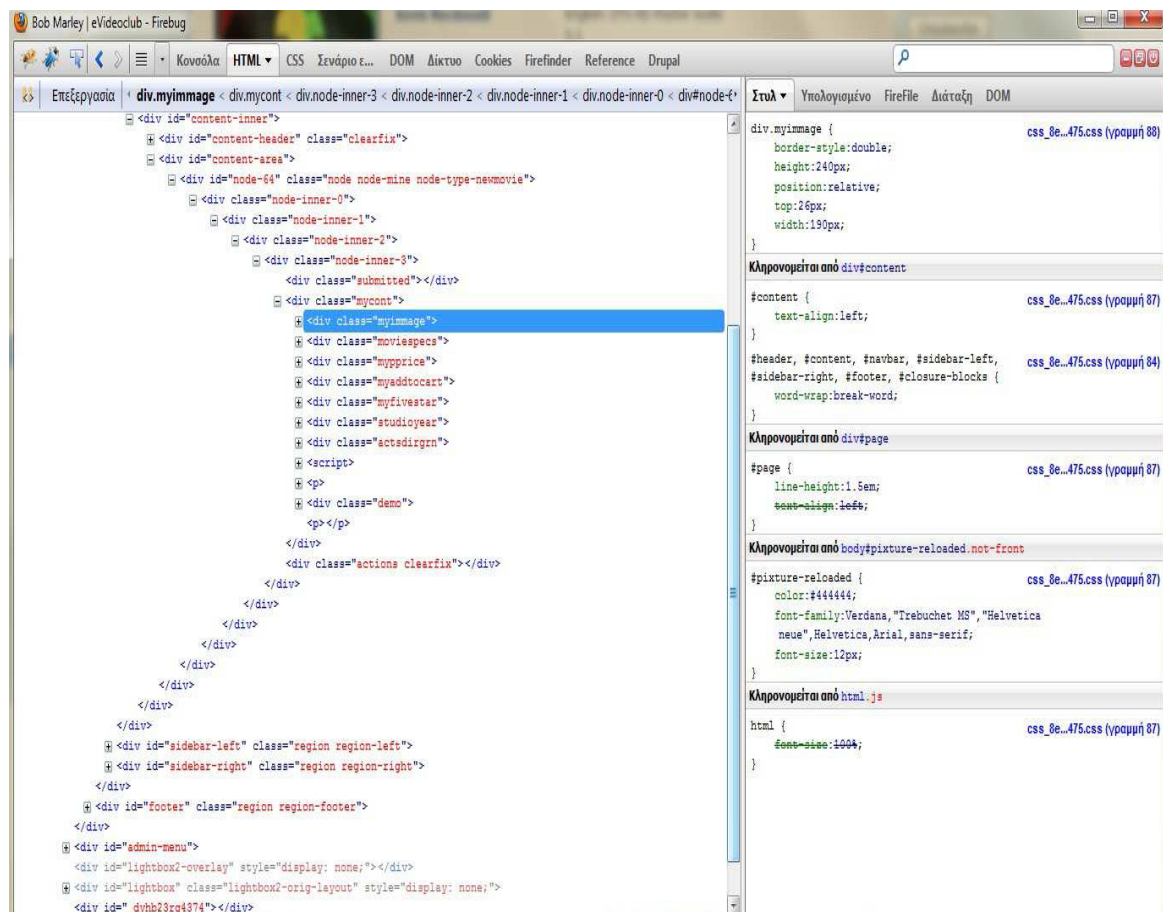 Bob Marley | eVideoclub - Firebug
Κονσόλα HTML CSS Σενάριο ε... DOM Δίκτυο Cookies Firefinder Reference Drupal
Επεξεργασία div.myimmage < div.mycont < div.node-inner-3 < div.node-inner-2 < div.node-inner-1 < div.node-inner-0 < div#node-6
<div id="content-inner">
<div id="content-header" class="clearfix">
<div id="content-area">
<div id="node-64" class="node node-mine node-type-newmovie">
<div class="node-inner-0">
<div class="node-inner-1">
<div class="node-inner-2">
<div class="node-inner-3">
<div class="submitted"></div>
<div class="mycont">
<div class="myimmage">
<div class="moviespecs">
<div class="mypprice">
<div class="myaddtocart">
<div class="myfivestar">
<div class="studioyear">
<div class="actsdirgrn">
<script>
<p>
<div class="demo">
<p></p>
</div>
<div class="actions clearfix"></div>
</div>
</div>
</div>
</div>
</div>
</div>
</div>
</div>
<div id="sidebar-left" class="region region-left">
<div id="sidebar-right" class="region region-right">
</div>
<div id="footer" class="region region-footer">
</div>
<div id="admin-menu">
<div id="lightbox2-overlay" style="display: none;"></div>
<div id="lightbox" class="lightbox2-orig-layout" style="display: none;">
<div id="_dvhb23rg4374"></div>
Στυλ Υπολογισμένο FireFile Διάταξη DOM
div.myimmage { css_8e...475.css (γραμμή 88)
border-style:double;
height:240px;
position:relative;
top:26px;
width:190px;
}
Κληρονομείται από div#content
#content { css_8e...475.css (γραμμή 87)
text-align:left;
}
#header, #content, #navbar, #sidebar-left, css_8e...475.css (γραμμή 84)
#sidebar-right, #footer, #closure-blocks {
word-wrap:break-word;
}
Κληρονομείται από div#page
#page { css_8e...475.css (γραμμή 87)
line-height:1.5em;
text-align:left;
}
Κληρονομείται από body#pixture-reloaded.not-front
#pixture-reloaded { css_8e...475.css (γραμμή 87)
color:#444444;
font-family:Verdana,"Trebuchet MS","Helvetica
neue",Helvetica,Arial,sans-serif;
font-size:12px;
}
Κληρονομείται από html.js
html { css_8e...475.css (γραμμή 87)
font-size:100%;
}